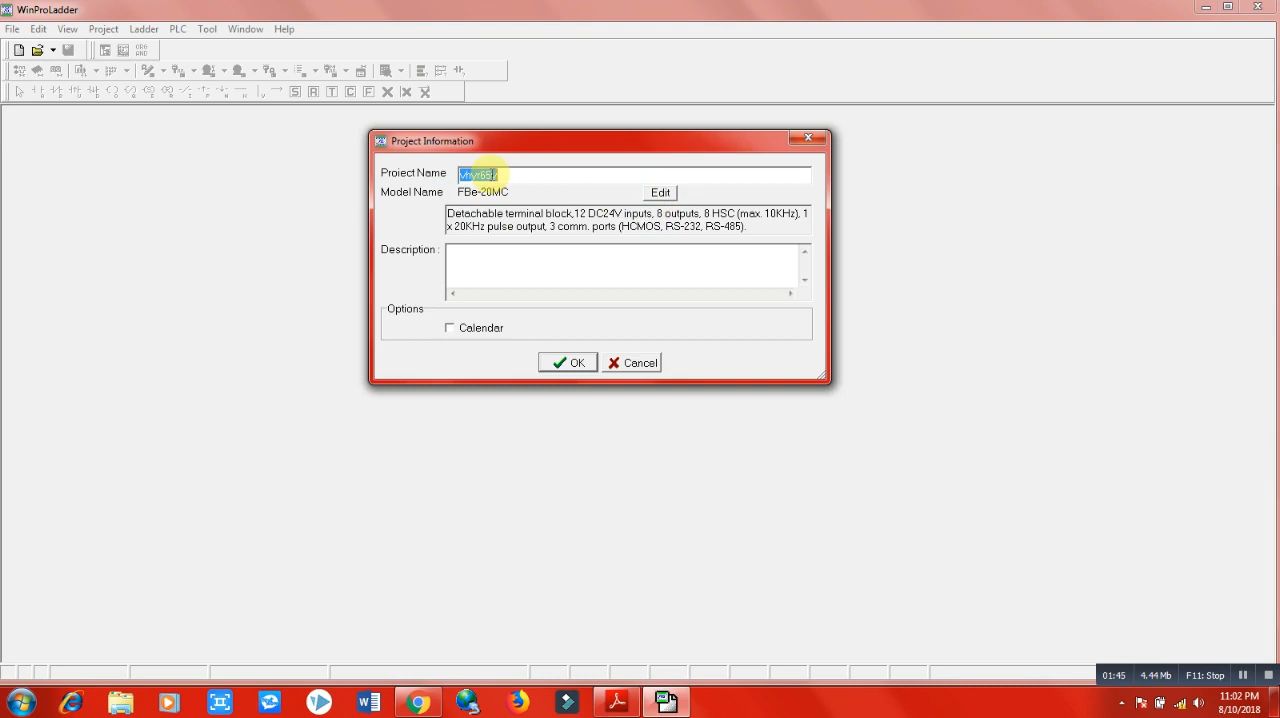 WinProLadder
File Edit View Project Ladder PLC Tool Window Help
ORG
AND
S R T C F
Project Information
Project Name
Model Name FBe-20MC Edit
Detachable terminal block,12 DC24V inputs, 8 outputs, 8 HSC (max. 10KHz), 1
x 20KHz pulse output, 3 comm. ports (HCMOS, RS-232, RS-485).
Description :
Options
Calendar
OK Cancel
01:45 4.44 Mb F11: Stop
W
11:02 PM
8/10/2018